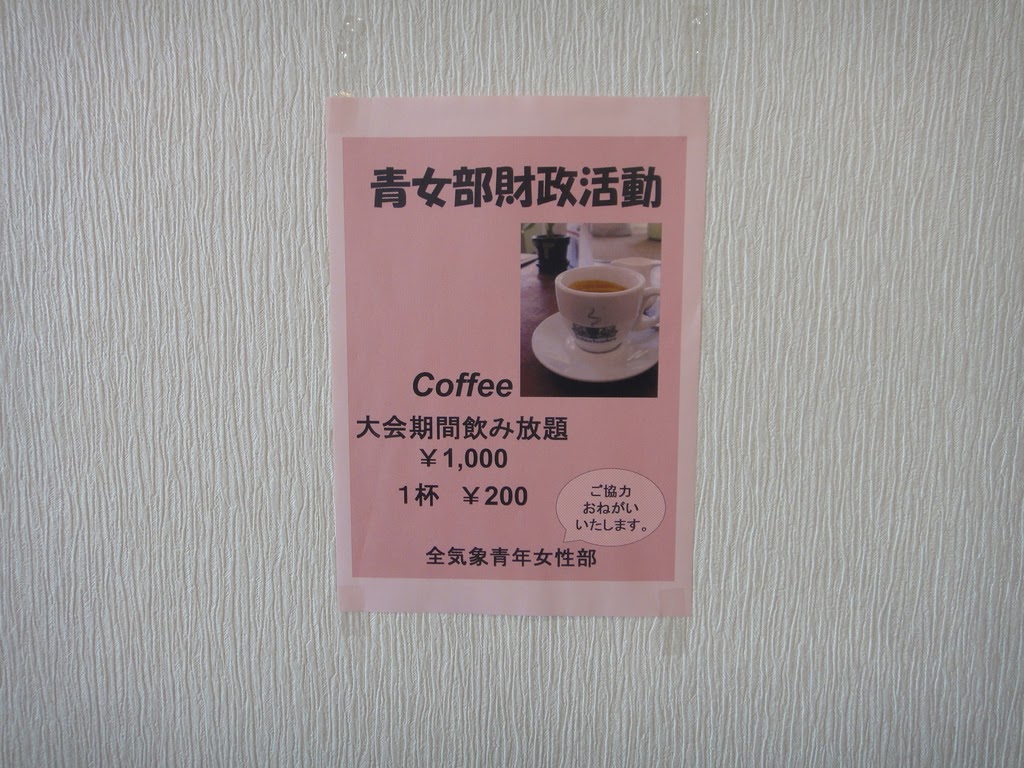 青女部財政活動
Coffee
大会期間飲み放題
￥1,000
１杯　￥200
ご協力
おねがい
いたします。
全気象青年女性部